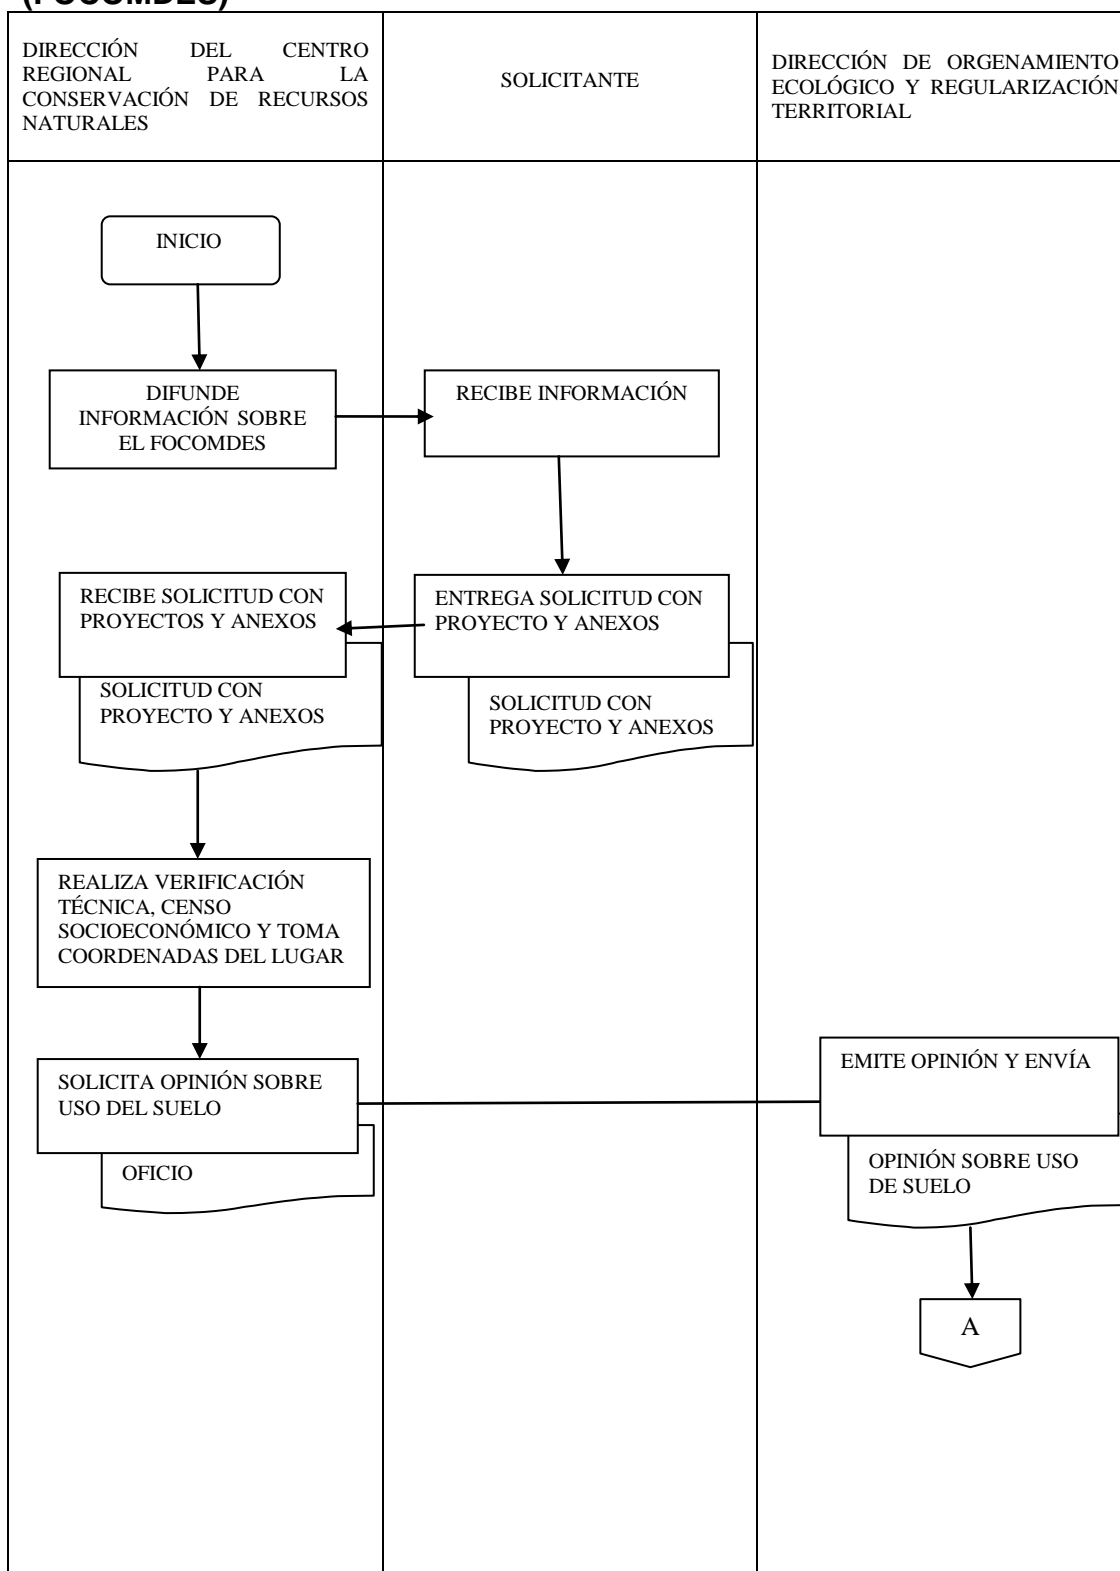 (FOCOMDES)
DIRECCIÓN DEL CENTRO
REGIONAL PARA LA
CONSERVACIÓN DE RECURSOS
NATURALES
SOLICITANTE
DIRECCIÓN DE ORGENAMIENTO
ECOLÓGICO Y REGULARIZACIÓN
TERRITORIAL
INICIO
DIFUNDE
INFORMACIÓN SOBRE
EL FOCOMDES
RECIBE INFORMACIÓN
RECIBE SOLICITUD CON
PROYECTOS Y ANEXOS
ENTREGA SOLICITUD CON
PROYECTO Y ANEXOS
SOLICITUD CON
PROYECTO Y ANEXOS
SOLICITUD CON
PROYECTO Y ANEXOS
REALIZA VERIFICACIÓN
TÉCNICA, CENSO
SOCIOECONÓMICO Y TOMA
COORDENADAS DEL LUGAR
SOLICITA OPINIÓN SOBRE
USO DEL SUELO
EMITE OPINIÓN Y ENVÍA
OFICIO
OPINIÓN SOBRE USO
DE SUELO
A